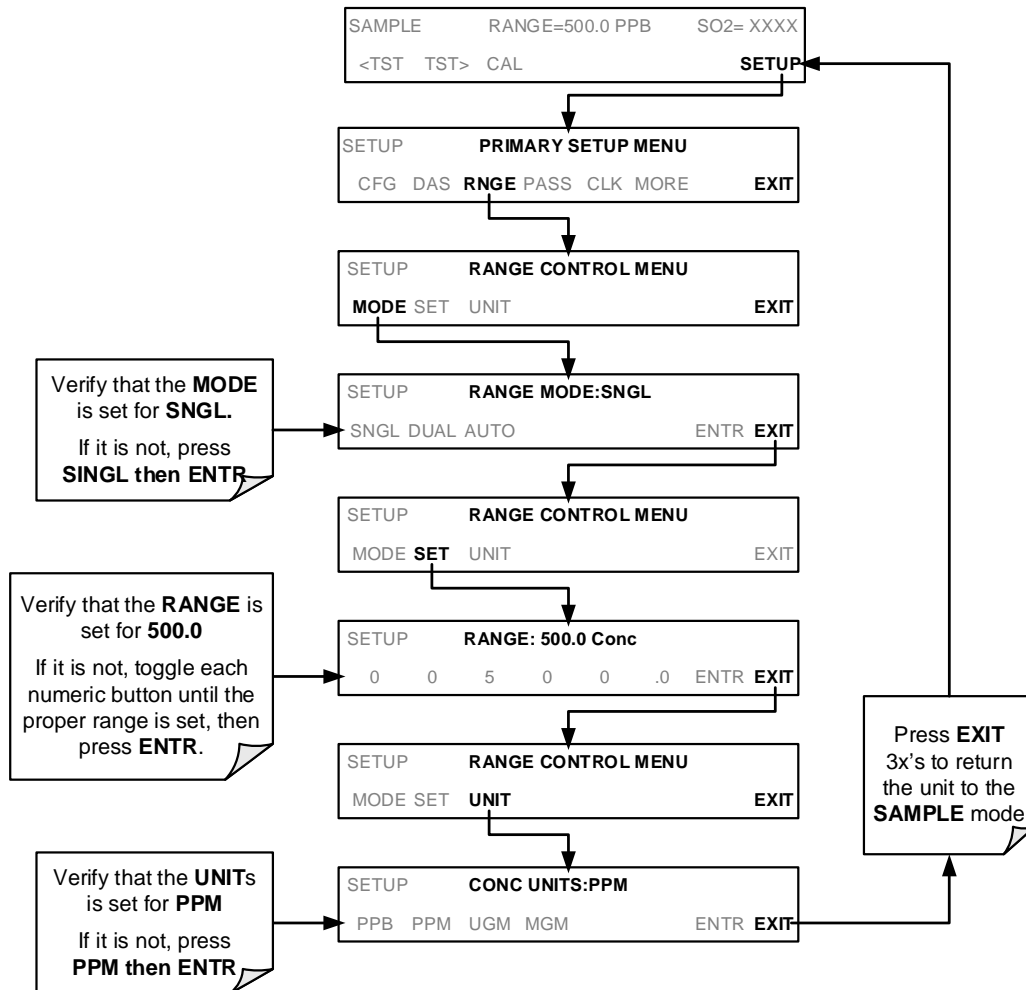 SAMPLE RANGE=500.0 PPB SO2= XXXX
<TST TST> CAL SETUP
SETUP PRIMARY SETUP MENU
CFG DAS RNGE PASS CLK MORE EXIT
SETUP RANGE CONTROL MENU
MODE SET UNIT EXIT
Verify that the MODE
is set for SNGL.
If it is not, press
SINGL then ENTR
SETUP RANGE MODE:SNGL
SNGL DUAL AUTO ENTR EXIT
SETUP RANGE CONTROL MENU
MODE SET UNIT EXIT
Verify that the RANGE is
set for 500.0
If it is not, toggle each
numeric button until the
proper range is set, then
press ENTR.
SETUP RANGE: 500.0 Conc
0 0 5 0 0 .0 ENTR EXIT
SETUP RANGE CONTROL MENU
MODE SET UNIT EXIT
Verify that the UNITs
is set for PPM
If it is not, press
PPM then ENTR
SETUP CONC UNITS:PPM
PPB PPM UGM MGM ENTR EXIT
Press EXIT
3x's to return
the unit to the
SAMPLE mode